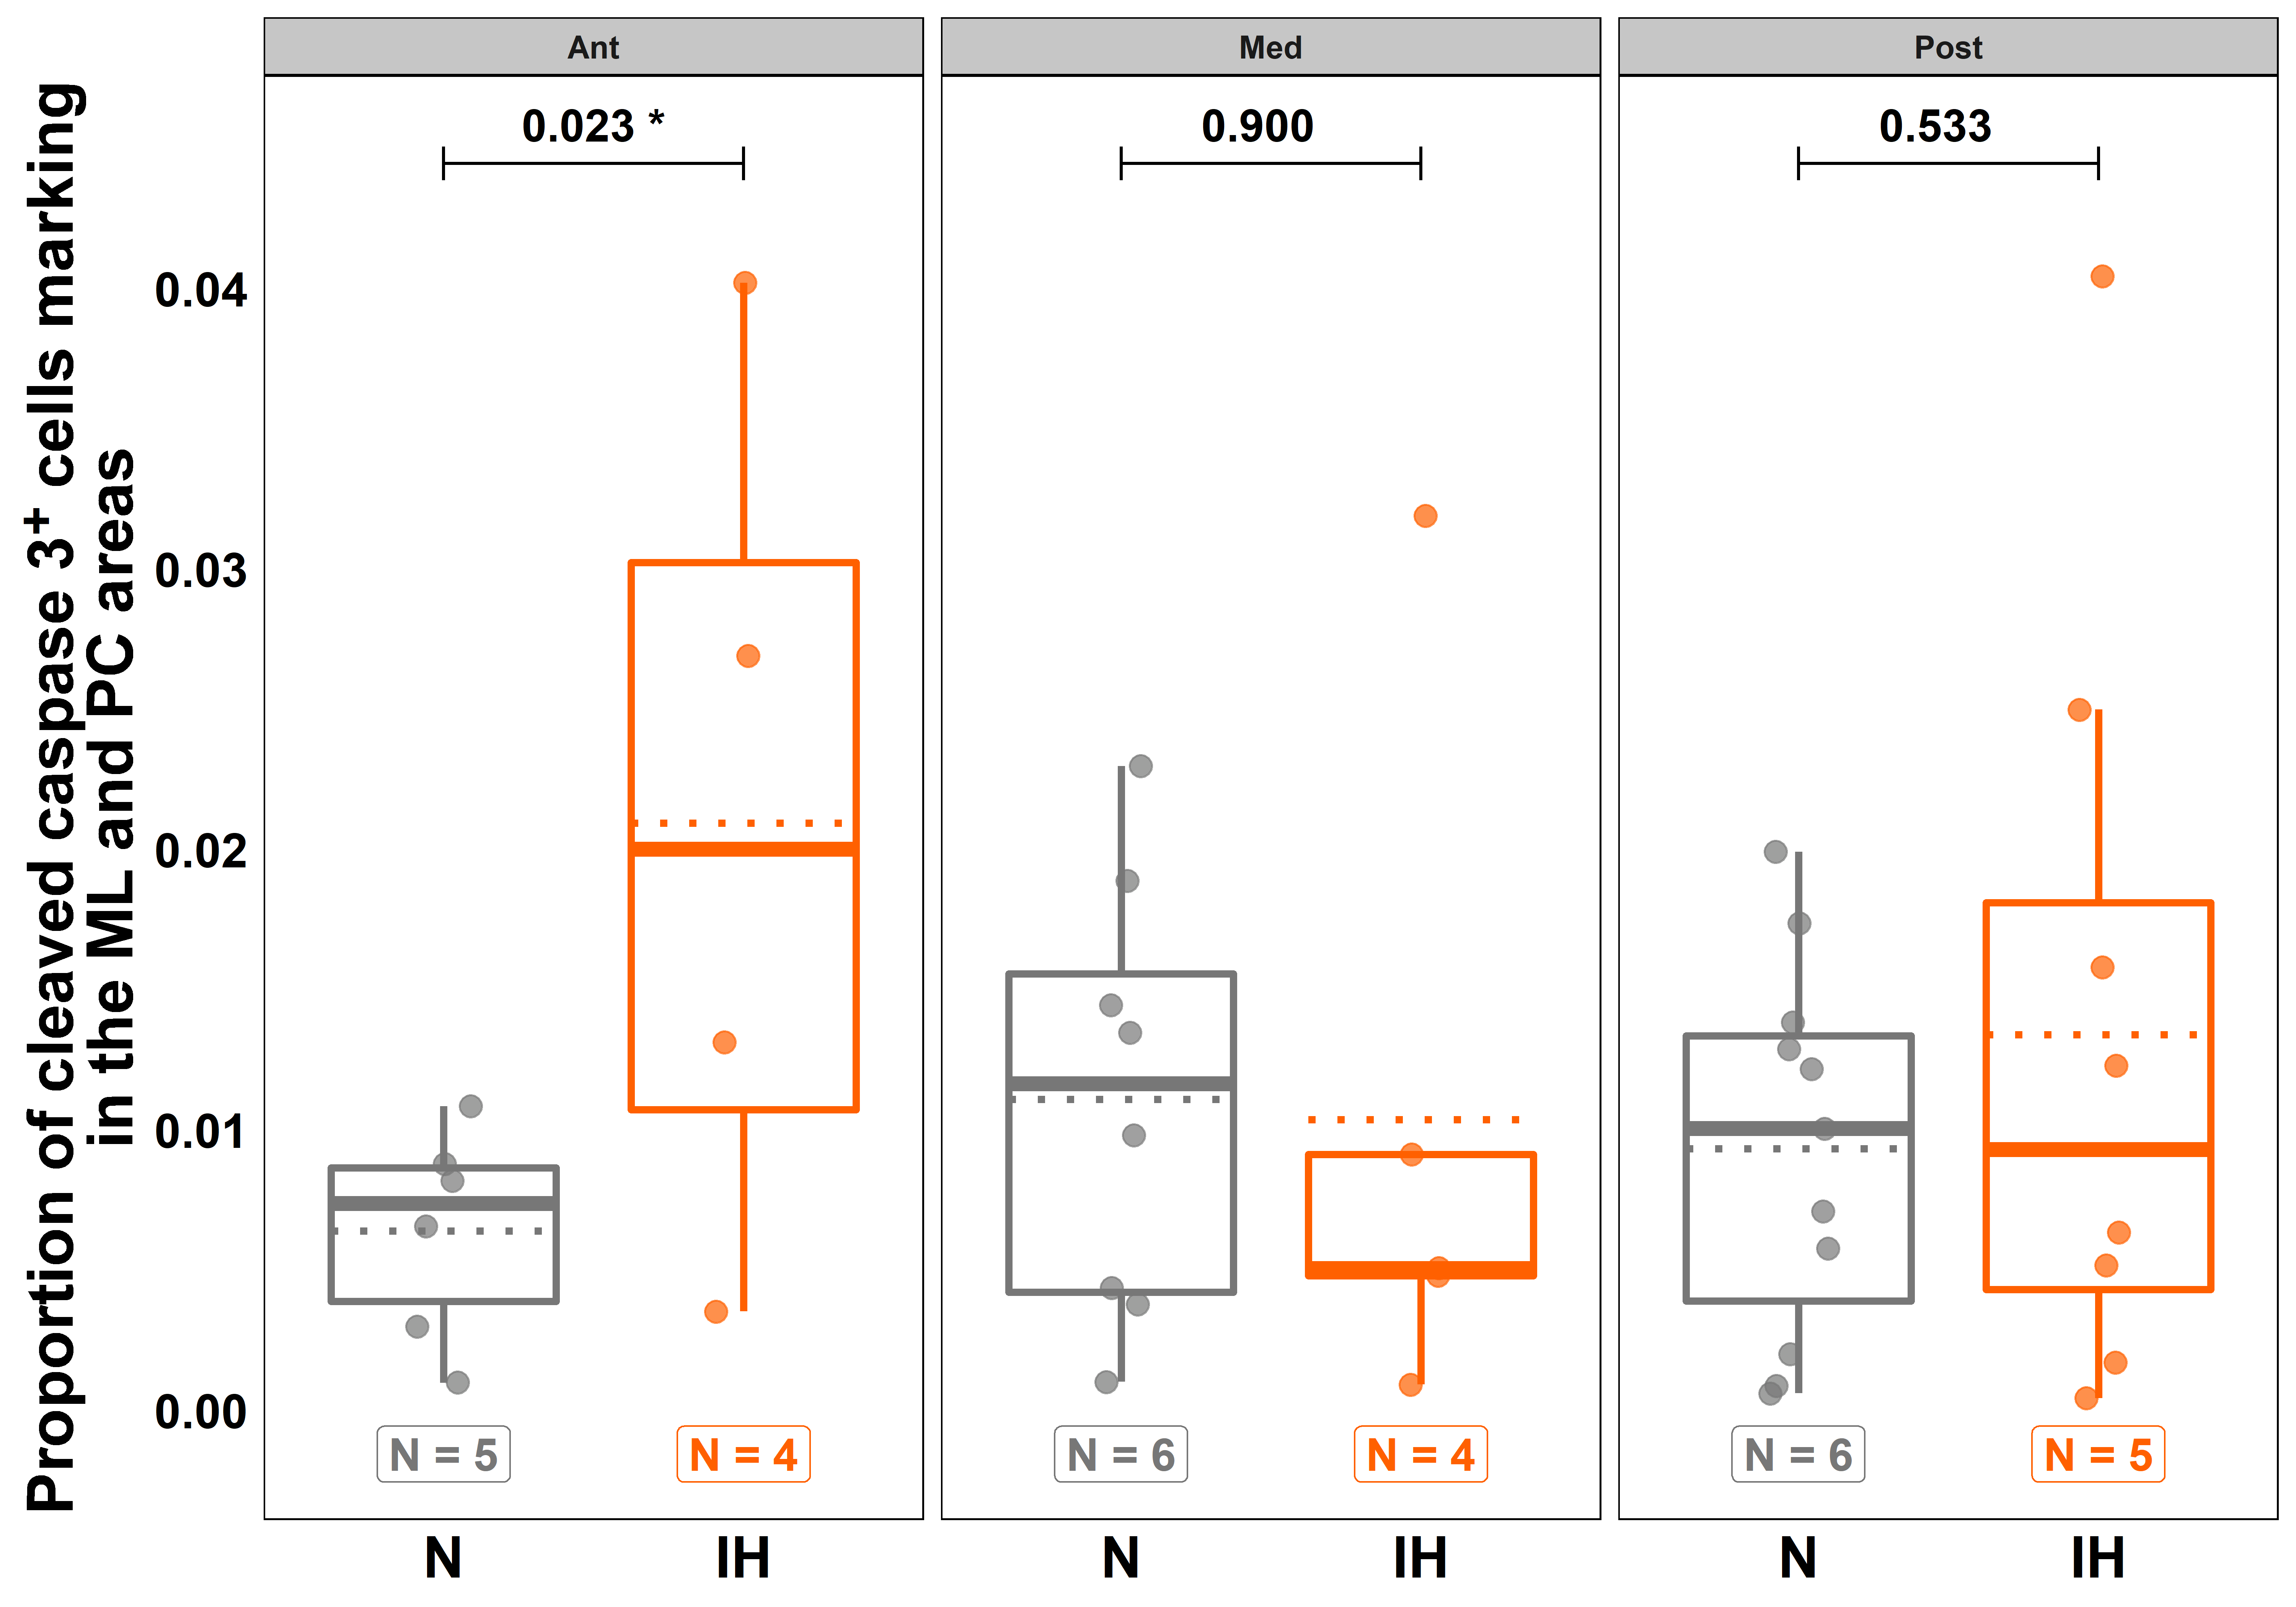 Proportion of cleaved caspase 3⁺ cells marking
in the ML and PC areas
Ant
Med
Post
0.023 *
0.900
0.533
0.04
0.03
0.02
0.01
0.00
N = 5
N = 4
N = 6
N = 4
N = 6
N = 5
N
IH
N
IH
N
IH